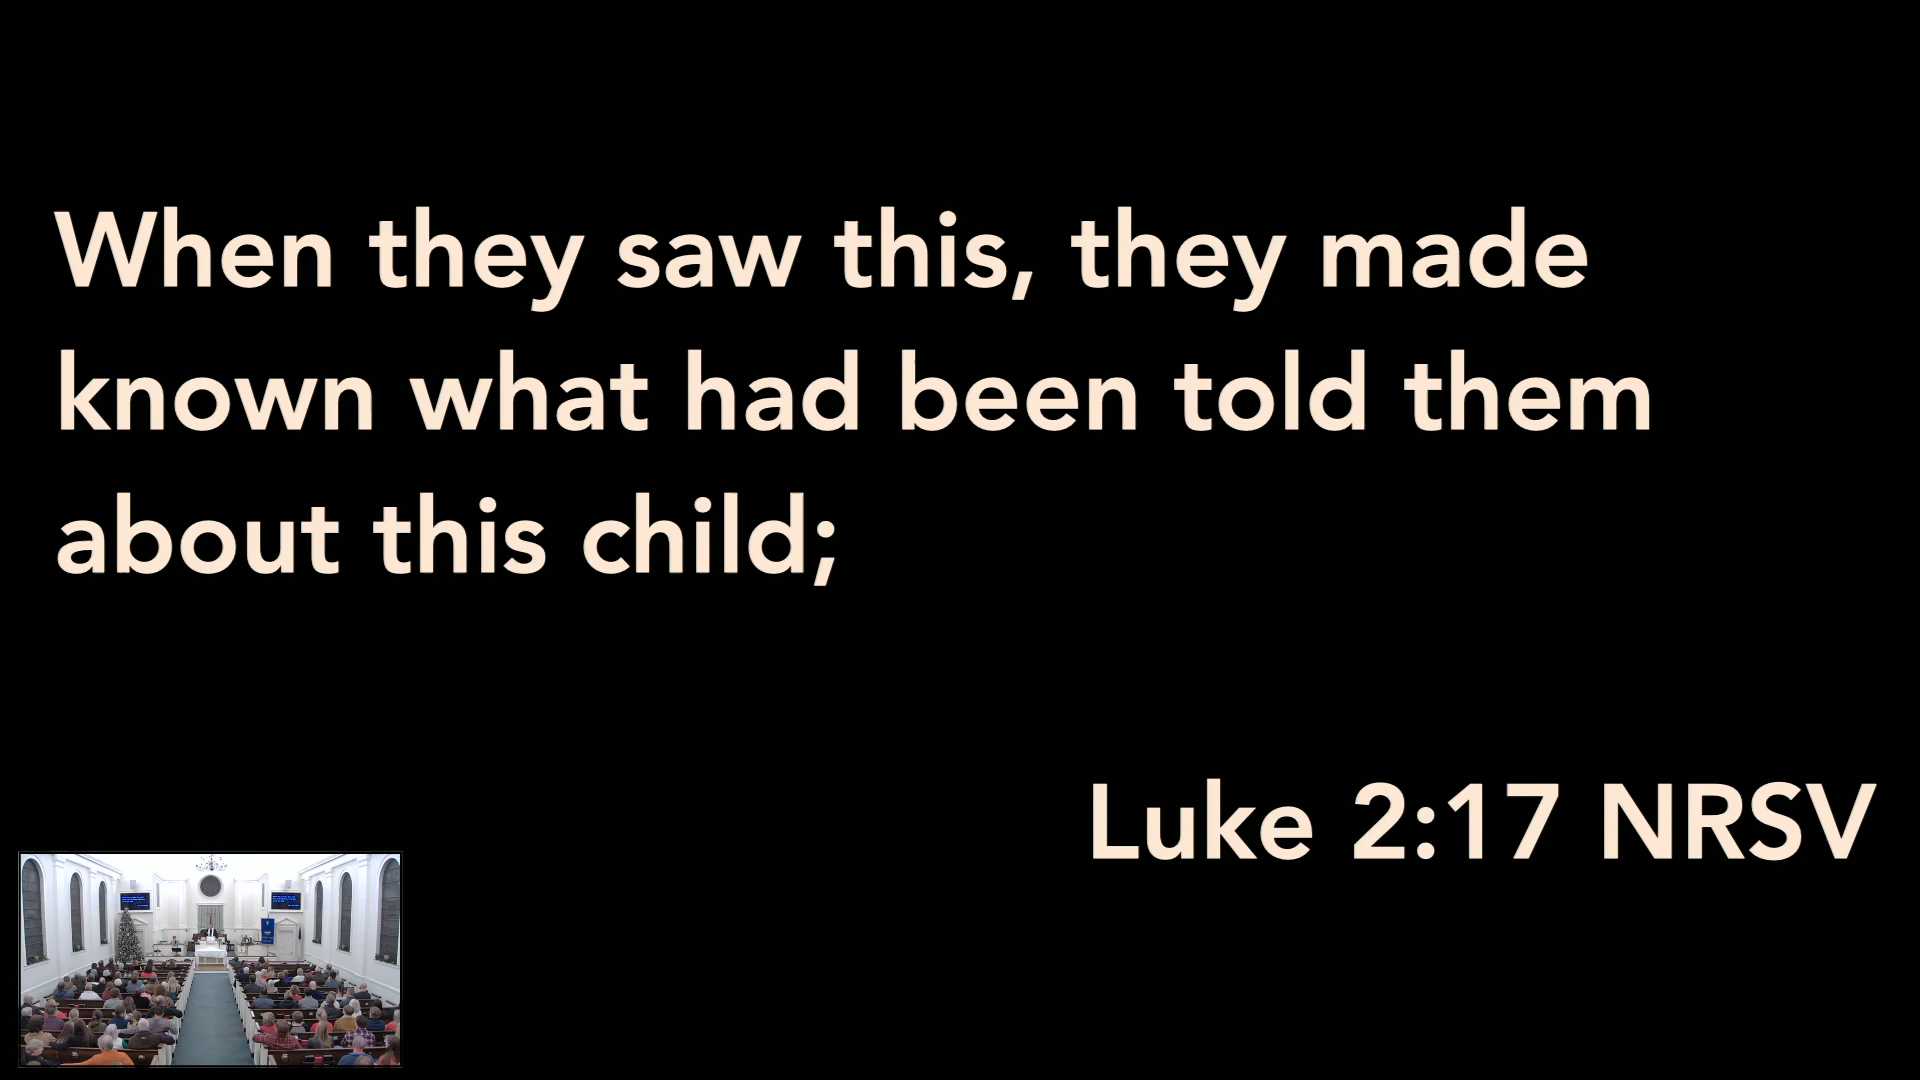 When they saw this, they made
known what had been told them
about this child;
Luke 2:17 NRSV